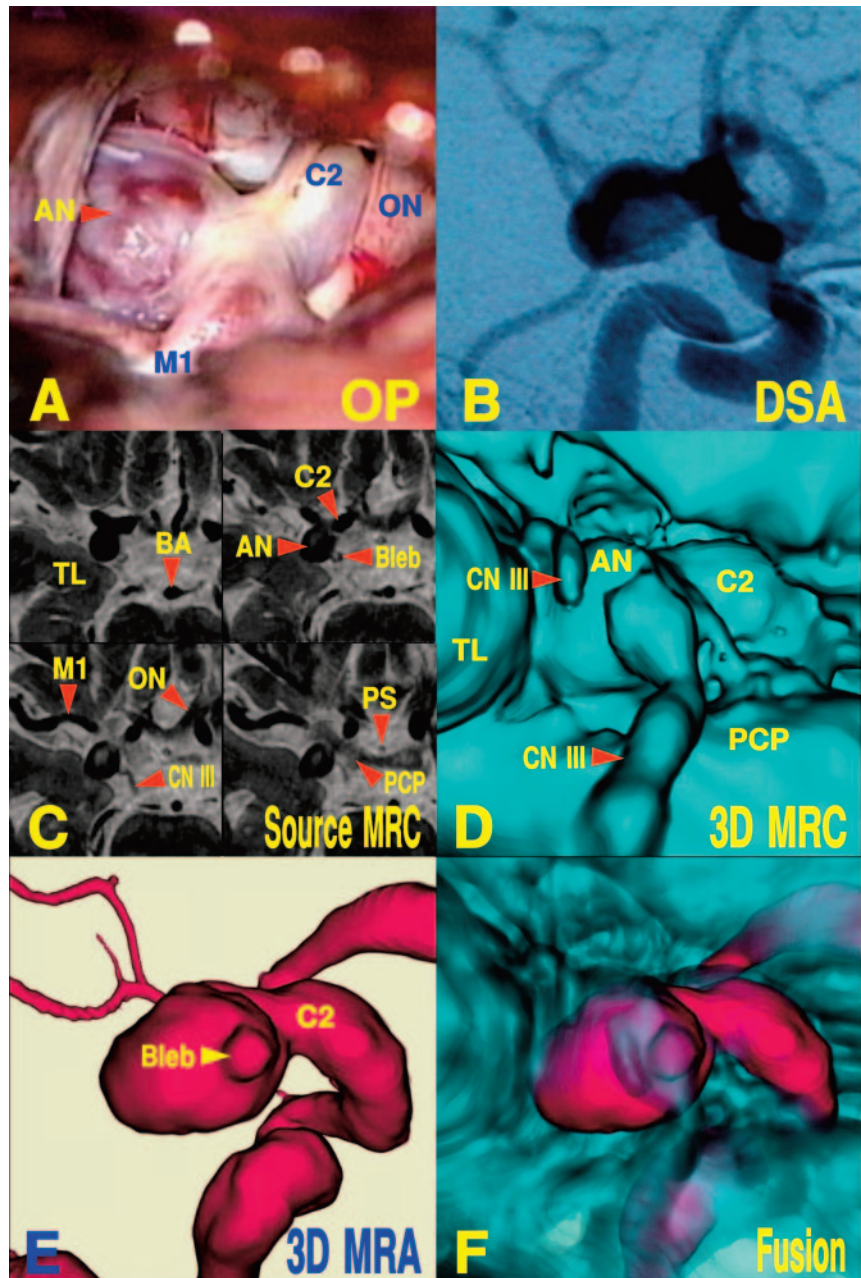 C2
ON
AN
M1
A
OP
B
DSA
C2
BA
AN
Bleb
TL
M1
ON
PS
CN III
PCP
C
Source MRC
CN III
AN
C2
TL
CN III
PCP
D
3D MRC
C2
Bleb
E
3D MRA
F
Fusion